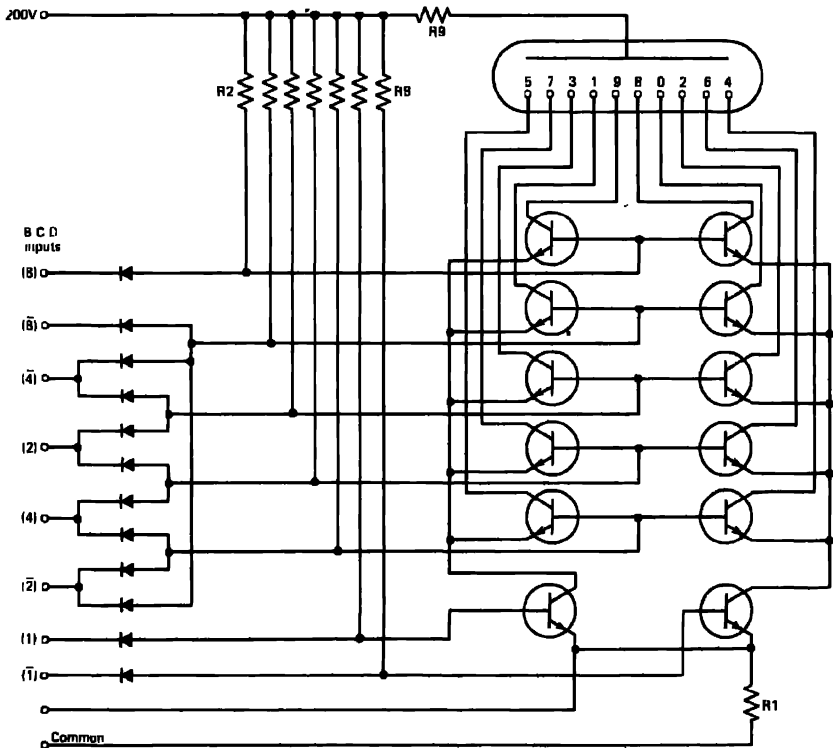 200V
R9
5 7 3 1 9 8 0 2 6 4
R2
R8
B C D
inputs
(8)
(8̄)
(4̄)
(2)
(4)
(2̄)
(1)
(1̄)
R1
Common